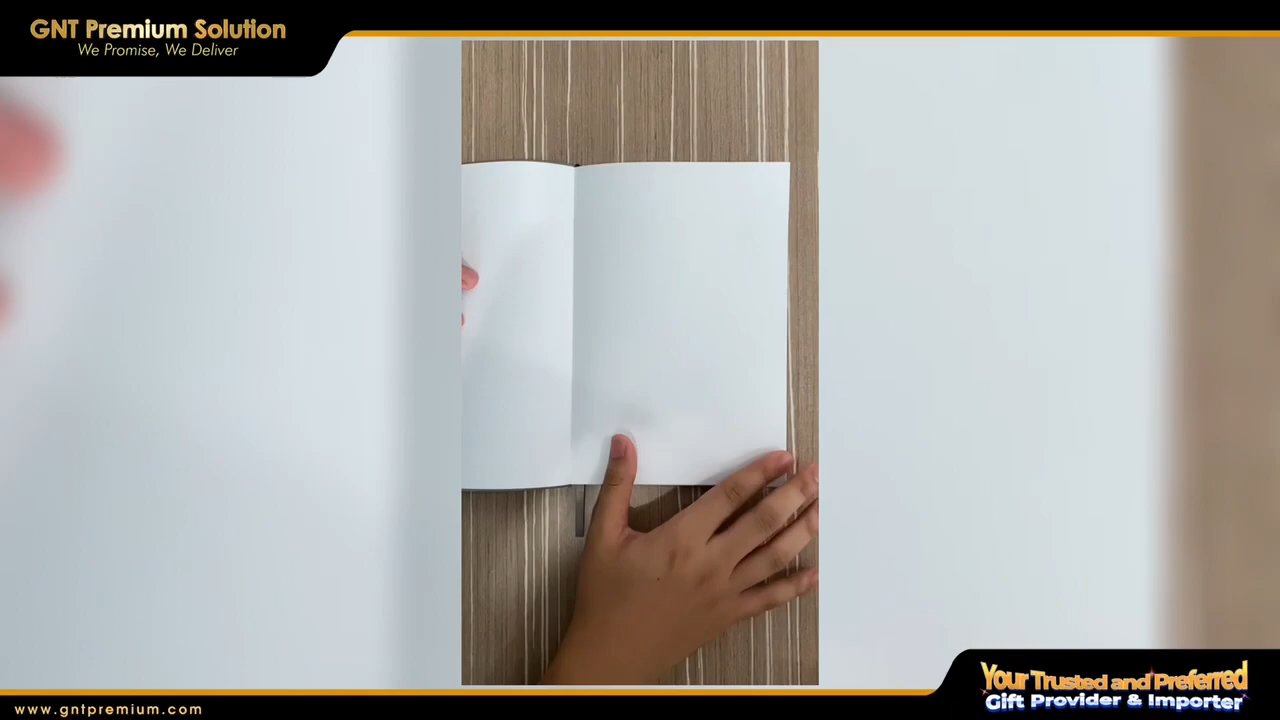 GNT Premium Solution
We Promise, We Deliver
www.gntpremium.com
Your Trusted and Preferred
Gift Provider & Importer